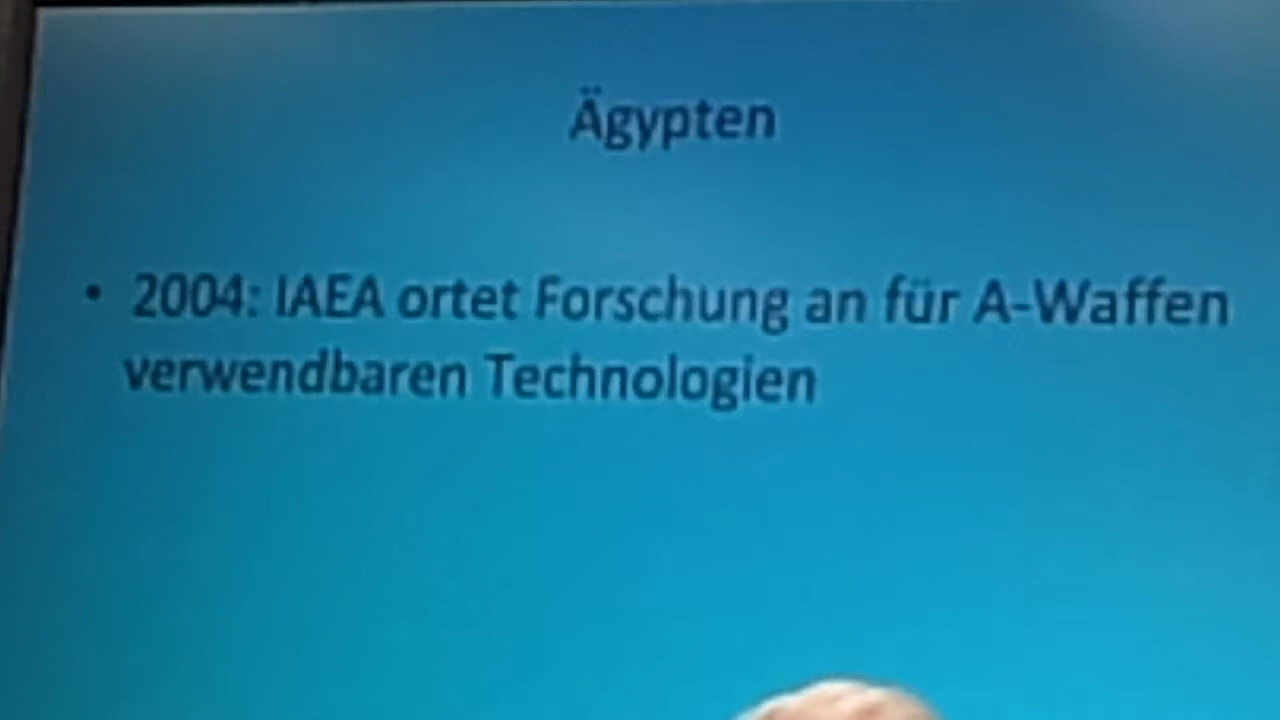 Ägypten
• 2004: IAEA ortet Forschung an für A-Waffen
verwendbaren Technologien